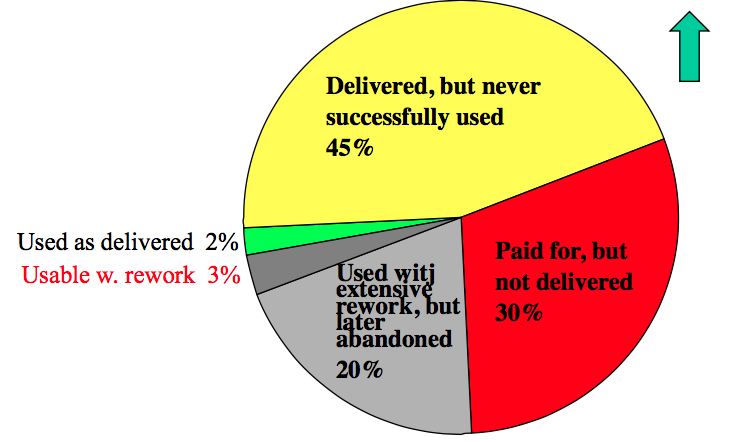 Delivered, but never
successfully used
45%
Used as delivered 2%
Usable w. rework 3%
Paid for, but
not delivered
30%
Used witj
extensive
rework, but
later
abandoned
20%